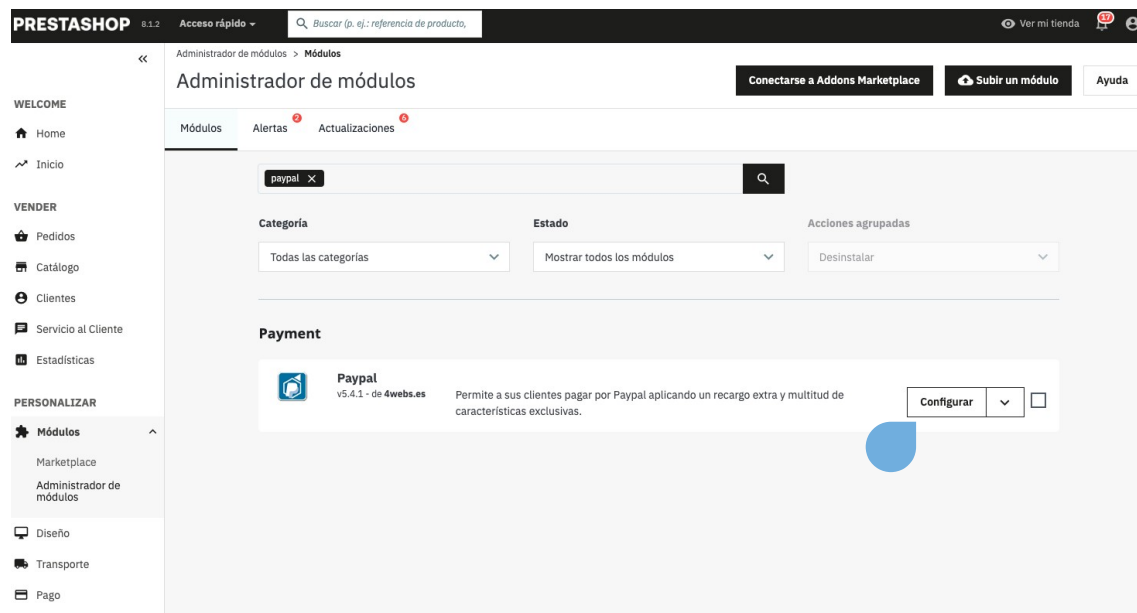 PRESTASHOP 8.1.2 Acceso rápido Buscar (p. ej.: referencia de producto, Ver mi tienda 17
Administrador de módulos > Módulos
Administrador de módulos
Conectarse a Addons Marketplace
Subir un módulo
Ayuda
WELCOME
Home
Inicio
VENDER
Pedidos
Catálogo
Clientes
Servicio al Cliente
Estadísticas
PERSONALIZAR
Módulos
Marketplace
Administrador de
módulos
Diseño
Transporte
Pago
Módulos Alertas 2 Actualizaciones 6
paypal
Categoría Estado Acciones agrupadas
Todas las categorías Mostrar todos los módulos Desinstalar
Payment
Paypal
v5.4.1 - de 4webs.es
Permite a sus clientes pagar por Paypal aplicando un recargo extra y multitud de
características exclusivas.
Configurar